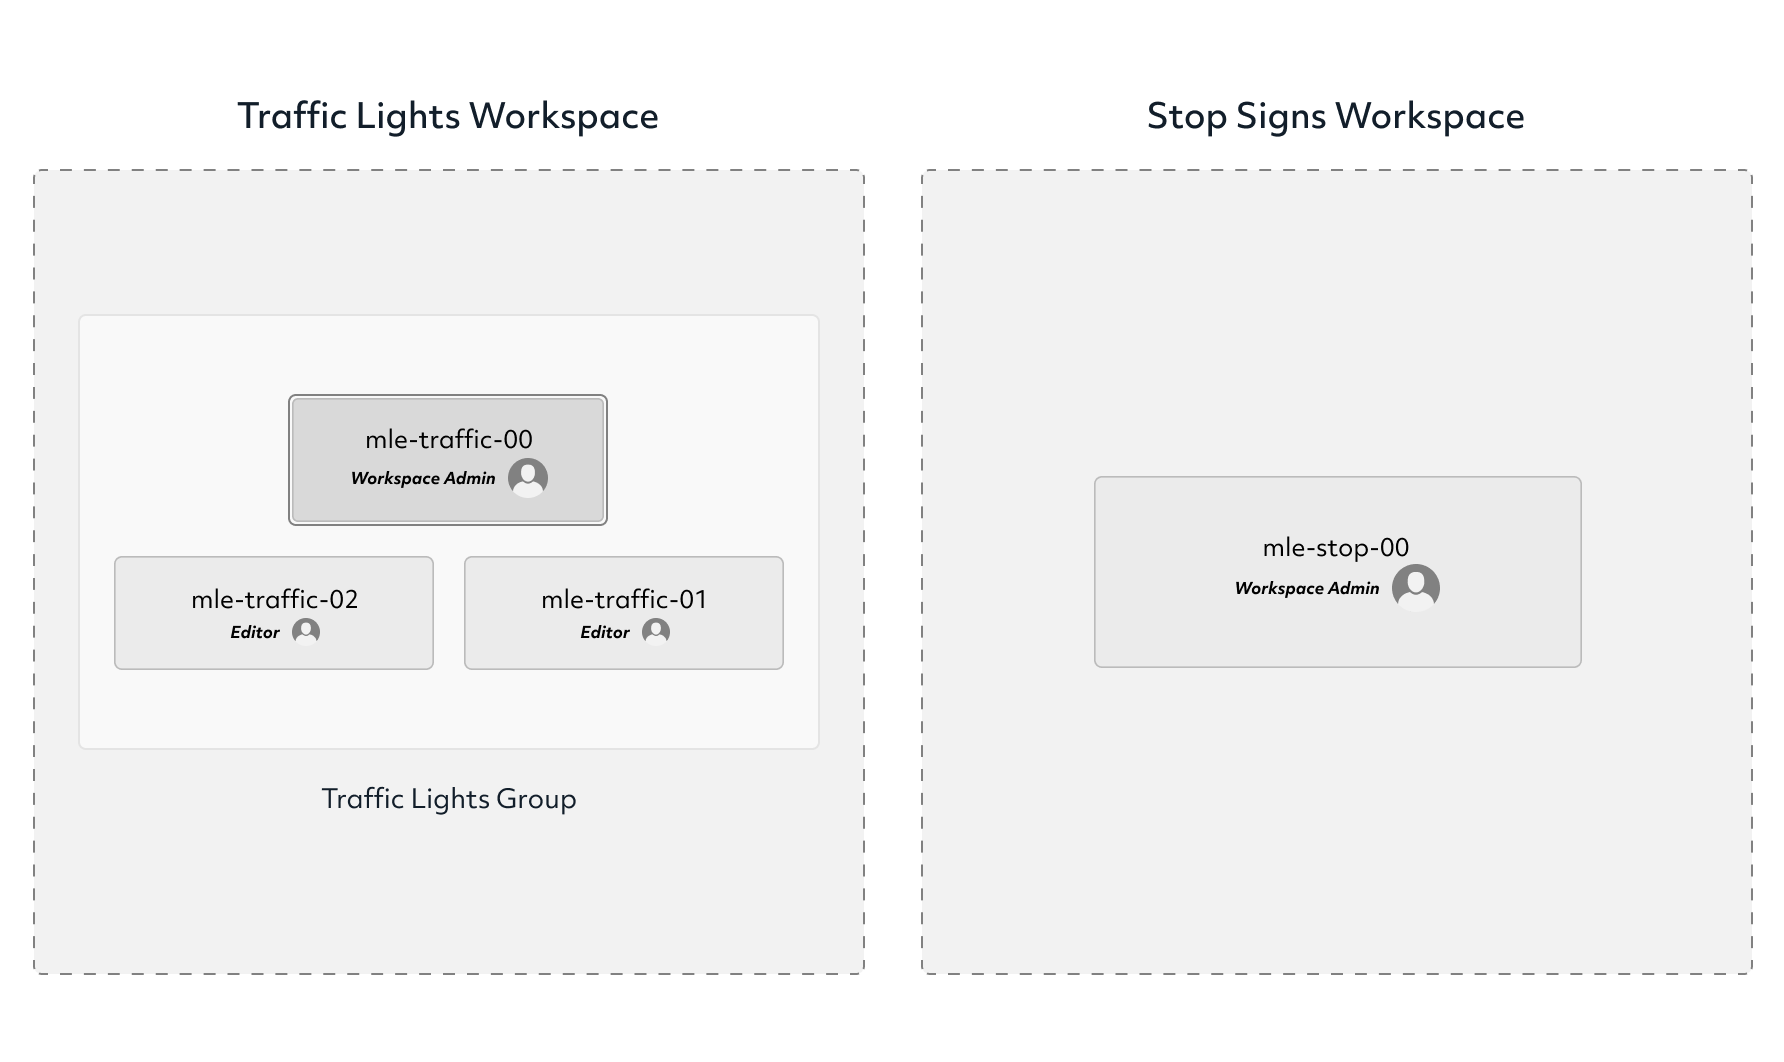 Traffic Lights Workspace
mle-traffic-00
Workspace Admin
mle-traffic-02
Editor
mle-traffic-01
Editor
Traffic Lights Group
Stop Signs Workspace
mle-stop-00
Workspace Admin